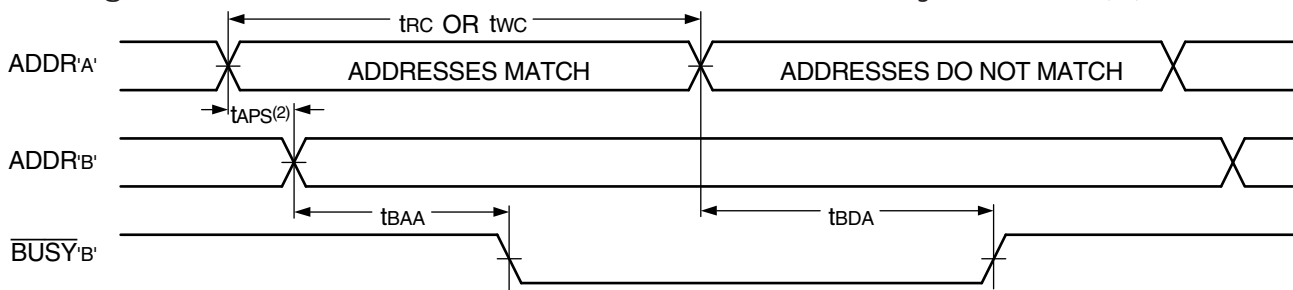 tRC OR tWC
ADDR'A'
ADDRESSES MATCH
ADDRESSES DO NOT MATCH
tAPS(2)
ADDR'B'
tBAA
tBDA
BUSY'B'